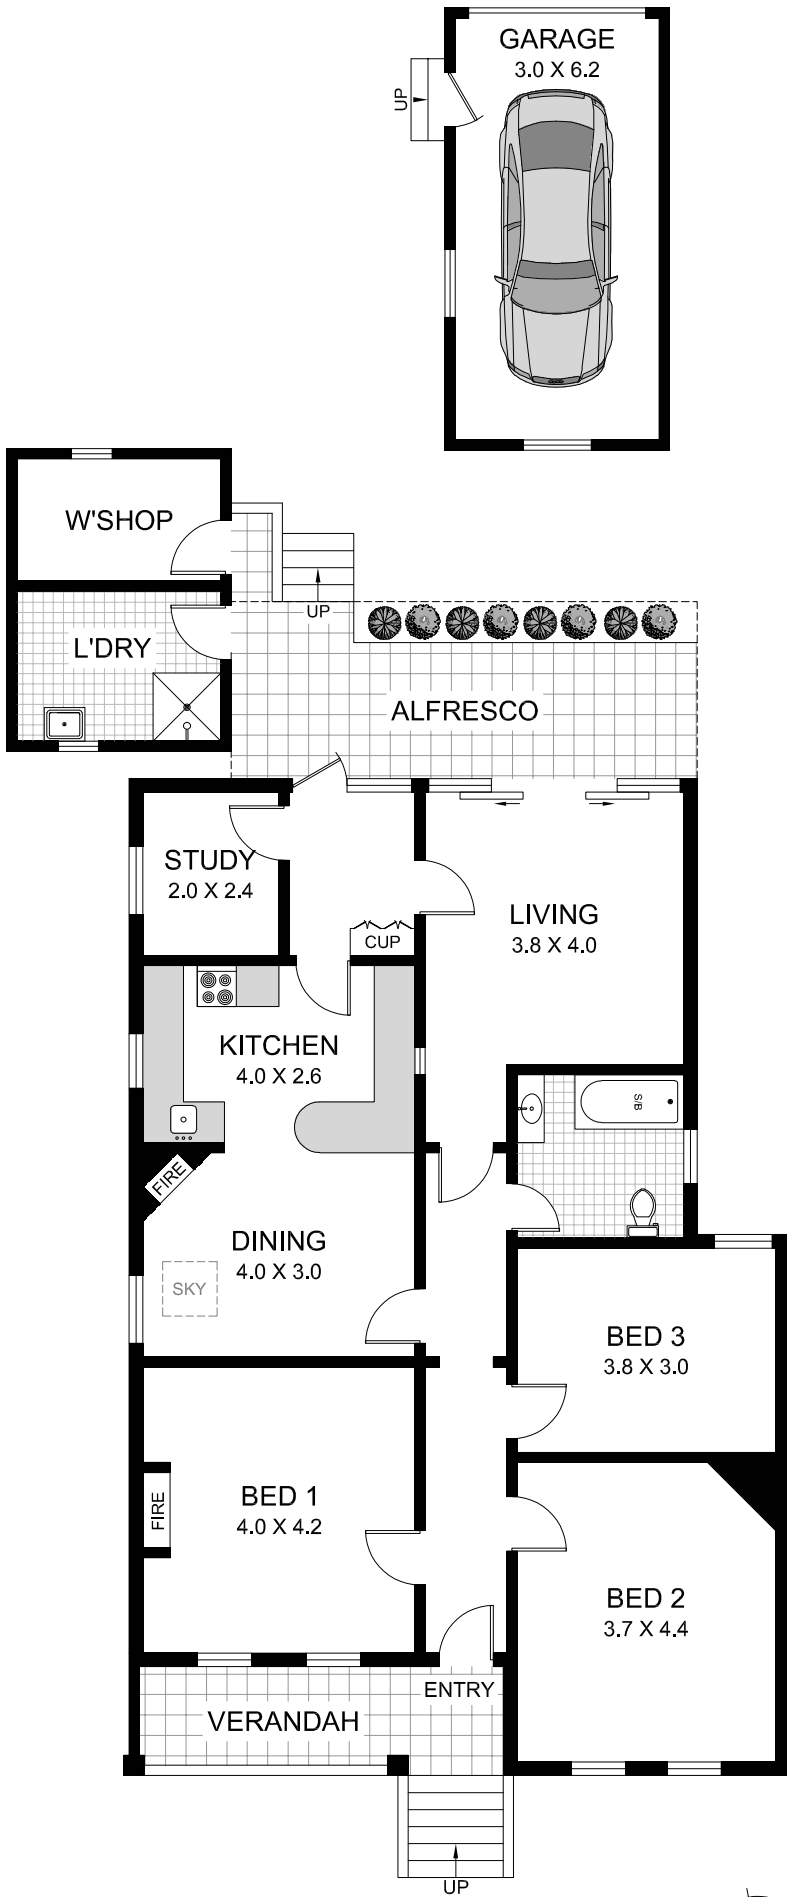 GARAGE
3.0 X 6.2
UP
W'SHOP
UP
L'DRY
ALFRESCO
STUDY
2.0 X 2.4
LIVING
3.8 X 4.0
CUP
KITCHEN
4.0 X 2.6
S/B
FIRE
DINING
4.0 X 3.0
SKY
BED 3
3.8 X 3.0
BED 1
4.0 X 4.2
FIRE
BED 2
3.7 X 4.4
ENTRY
VERANDAH
UP